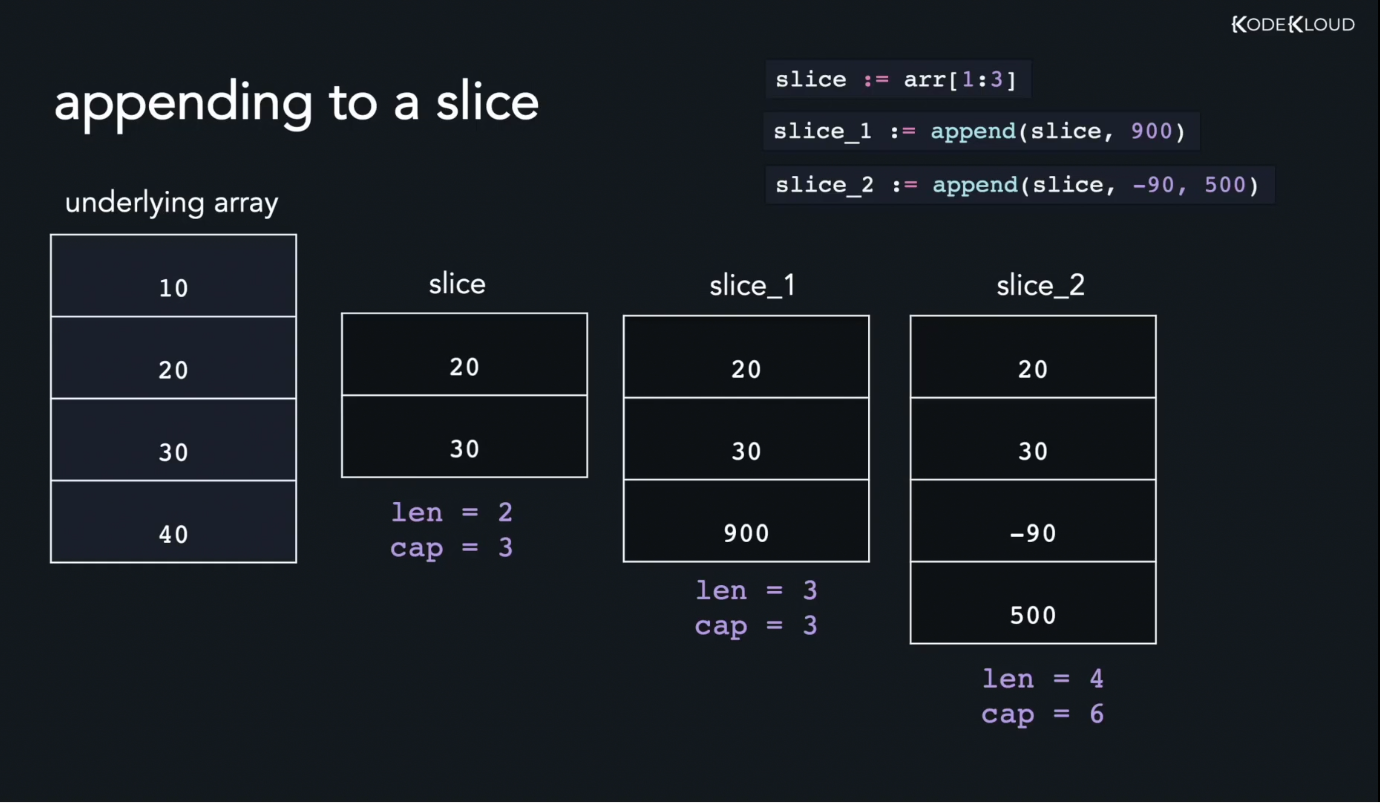 KODEKLOUD
appending to a slice
slice := arr[1:3]
slice_1 := append(slice, 900)
slice_2 := append(slice, -90, 500)
underlying array
10
20
30
40
slice
20
30
len = 2
cap = 3
slice_1
20
30
900
len = 3
cap = 3
slice_2
20
30
-90
500
len = 4
cap = 6